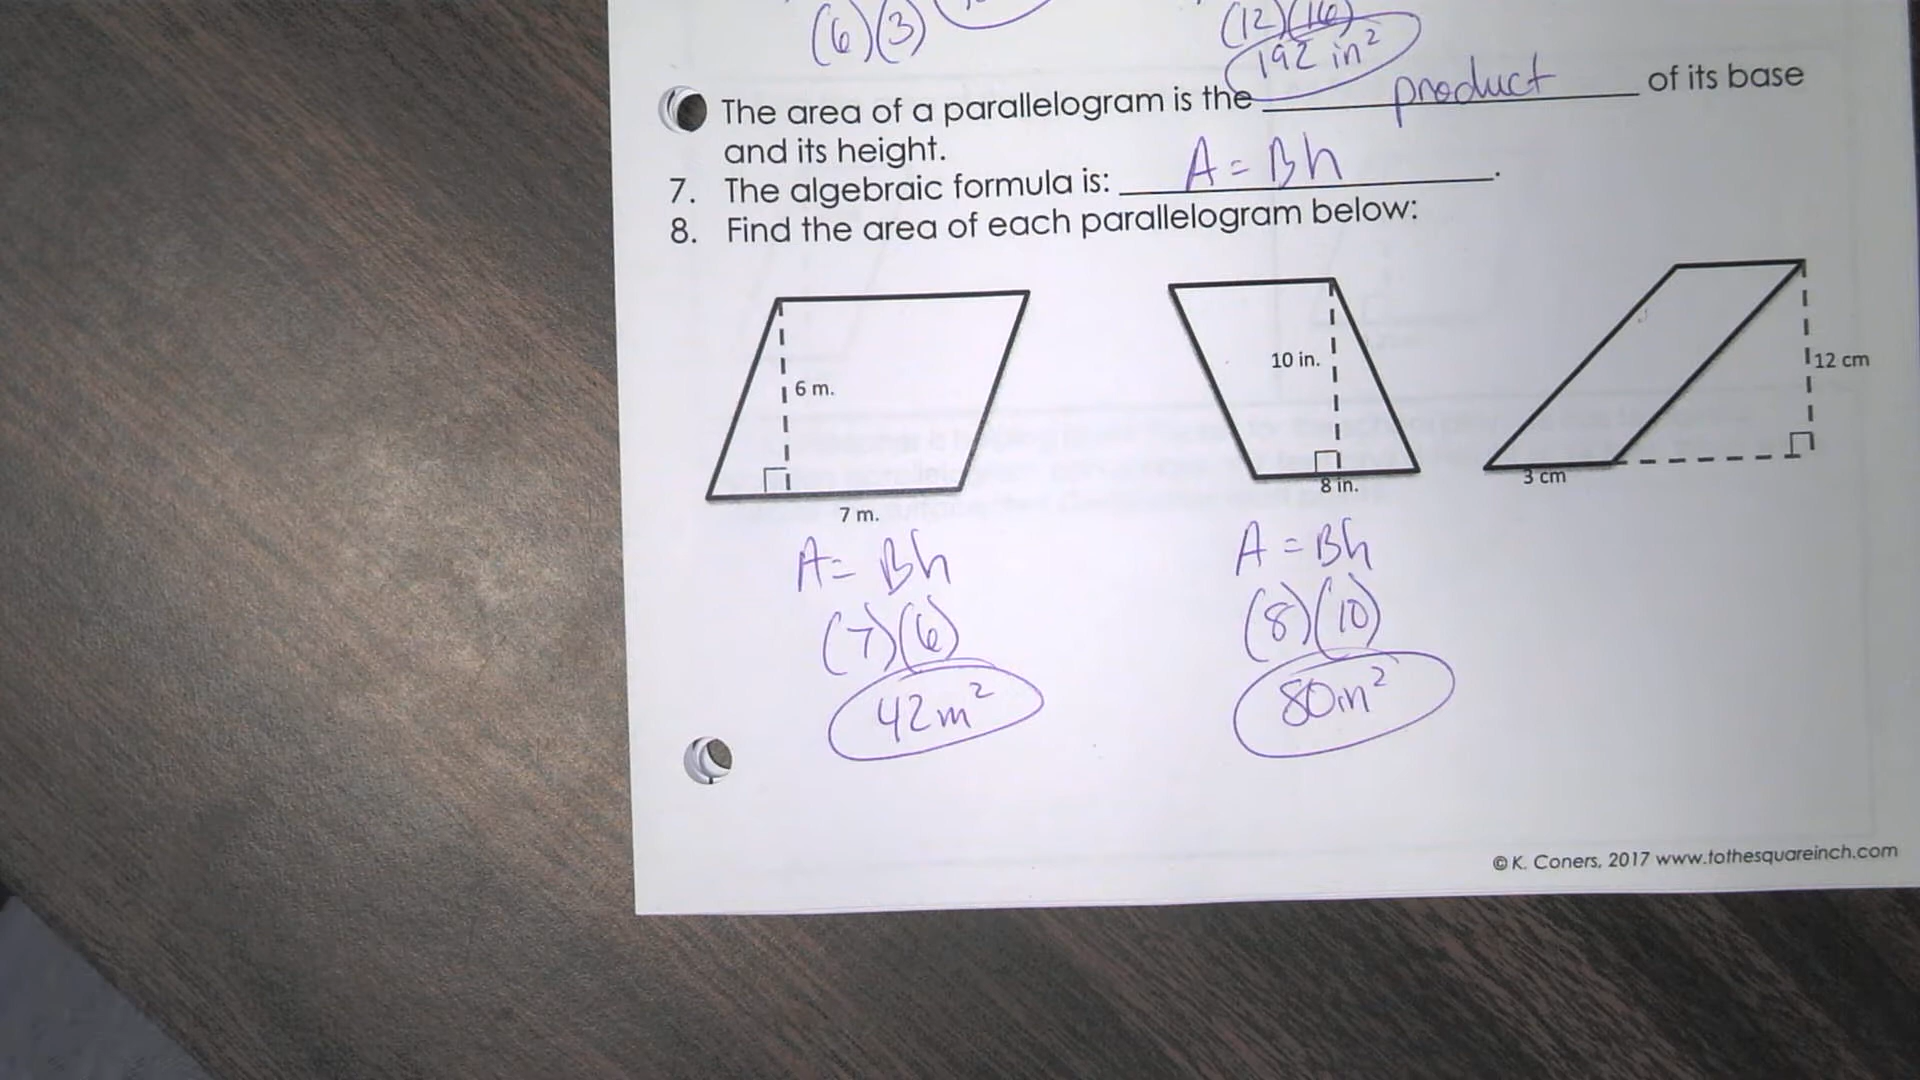 (6)(3)
(12)(16)
192 in²
The area of a parallelogram is the product of its base
and its height.
7. The algebraic formula is: A = Bh.
8. Find the area of each parallelogram below:
6 m.
7 m.
10 in.
8 in.
12 cm
3 cm
A = Bh
(7)(6)
42m²
A = Bh
(8)(10)
80in²
© K. Coners, 2017 www.tothesquareinch.com